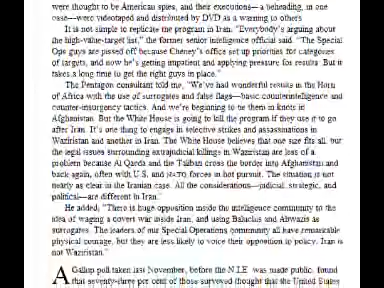 were thought to be American spies, and their executions—a beheading, in one
case—were videotaped and distributed by DVD as a warning to others.
It is not simple to replicate the program in Iran. "Everybody's arguing about
the high-value-target list," the former senior intelligence official said. "The Special
Ops guys are pissed off because Cheney's office set up priorities for categories
of targets, and now he's getting impatient and applying pressure for results. But it
takes a long time to get the right guys in place."
The Pentagon consultant told me, "We've had wonderful results in the Horn
of Africa with the use of surrogates and false flags—basic counterintelligence and
counter-insurgency tactics. And we're beginning to tie them in knots in
Afghanistan. But the White House is going to kill the program if they use it to go
after Iran. It's one thing to engage in selective strikes and assassinations in
Waziristan and another in Iran. The White House believes that one size fits all, but
the legal issues surrounding extrajudicial killings in Waziristan are less of a
problem because Al Qaeda and the Taliban cross the border into Afghanistan and
back again, often with U.S. and NATO forces in hot pursuit. The situation is not
nearly as clear in the Iranian case. All the considerations—judicial, strategic, and
political—are different in Iran."
He added, "There is huge opposition inside the intelligence community to the
idea of waging a covert war inside Iran, and using Baluchis and Ahwazis as
surrogates. The leaders of our Special Operations community all have remarkable
physical courage, but they are less likely to voice their opposition to policy. Iran is
not Waziristan."
A Gallup poll taken last November, before the N.I.E. was made public, found
that seventy-three per cent of those surveyed thought that the United States